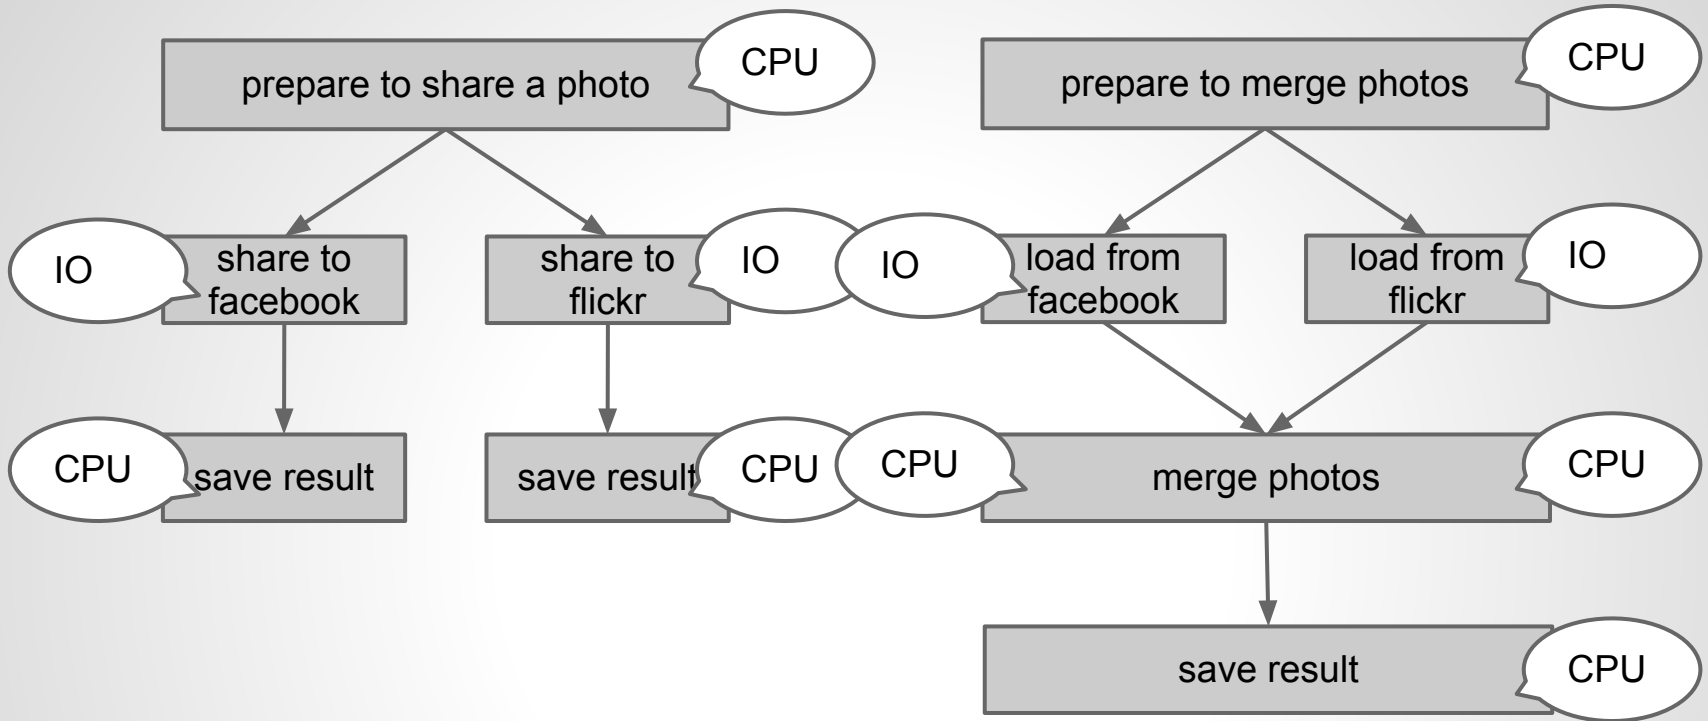 prepare to share a photo
CPU
IO
share to
facebook
share to
flickr
IO
CPU
save result
save result
CPU
prepare to merge photos
CPU
IO
load from
facebook
load from
flickr
IO
CPU
merge photos
CPU
save result
CPU